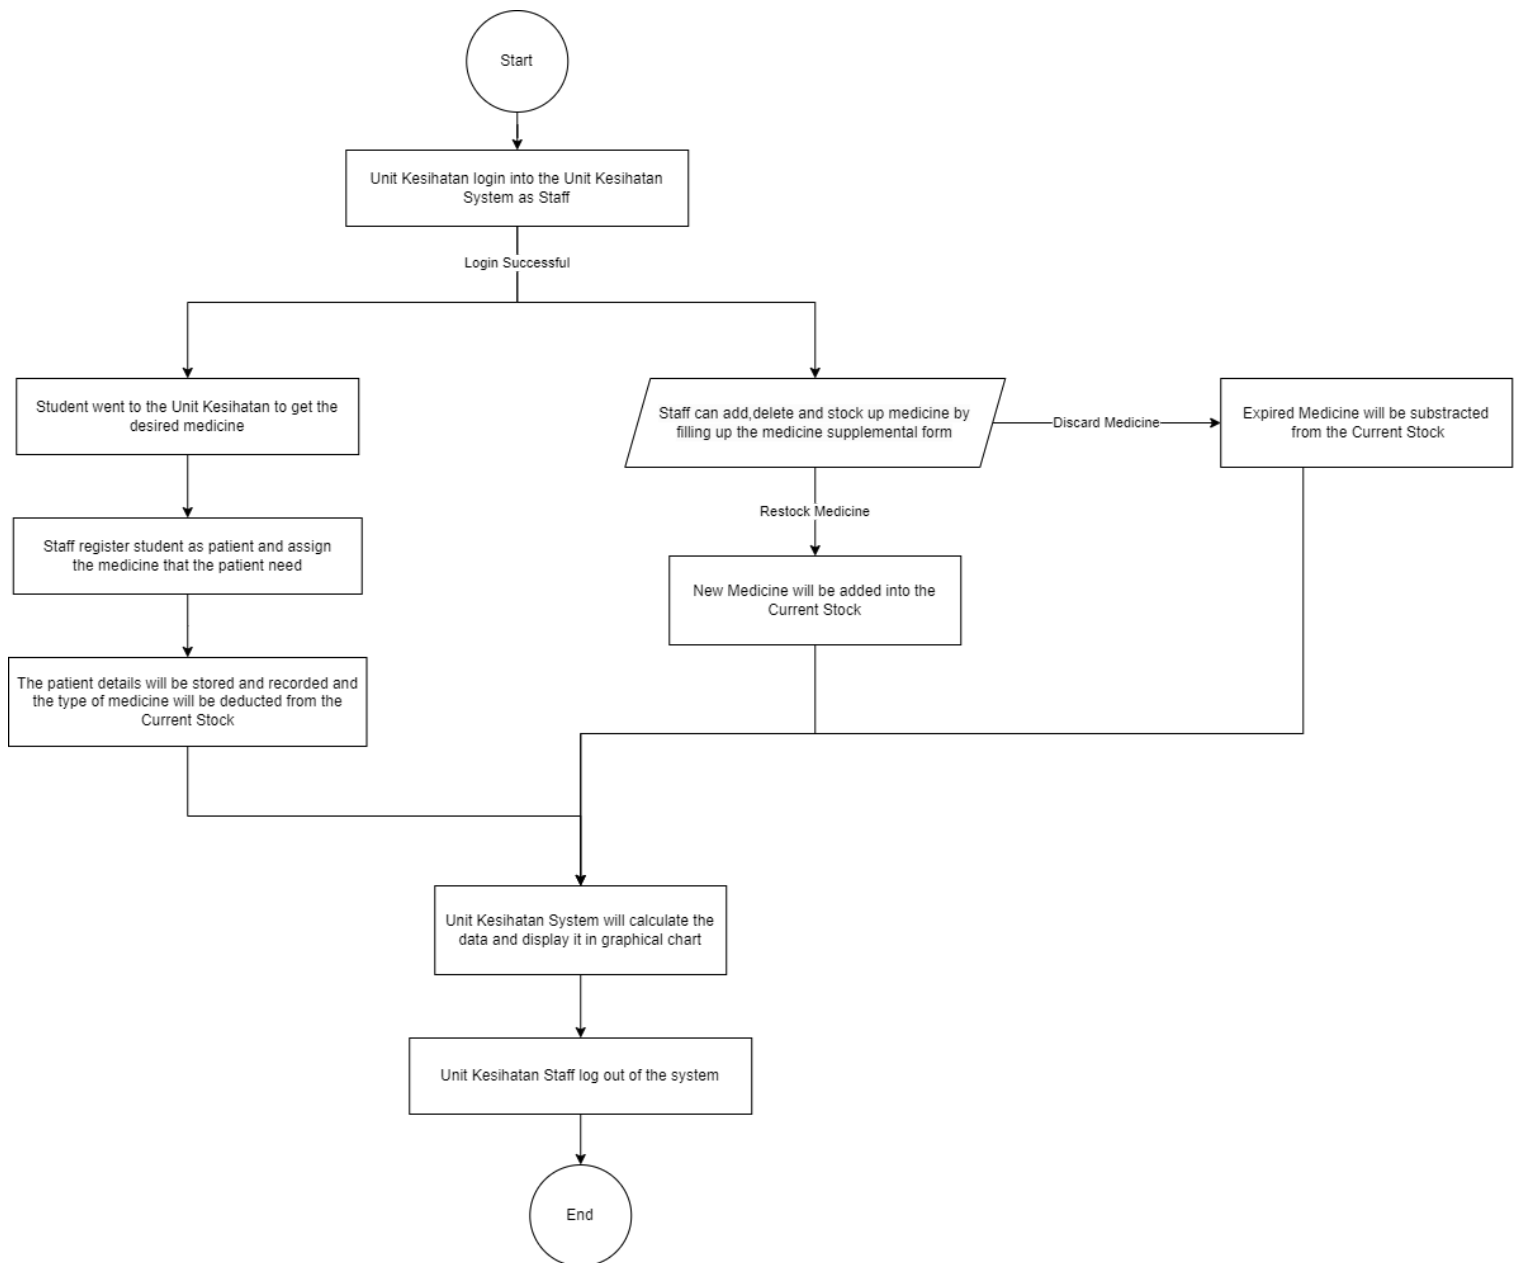 Start
Unit Kesihatan login into the Unit Kesihatan
System as Staff
Login Successful
Student went to the Unit Kesihatan to get the
desired medicine
Staff can add,delete and stock up medicine by
filling up the medicine supplemental form
Discard Medicine
Expired Medicine will be substracted
from the Current Stock
Restock Medicine
Staff register student as patient and assign
the medicine that the patient need
New Medicine will be added into the
Current Stock
The patient details will be stored and recorded and
the type of medicine will be deducted from the
Current Stock
Unit Kesihatan System will calculate the
data and display it in graphical chart
Unit Kesihatan Staff log out of the system
End